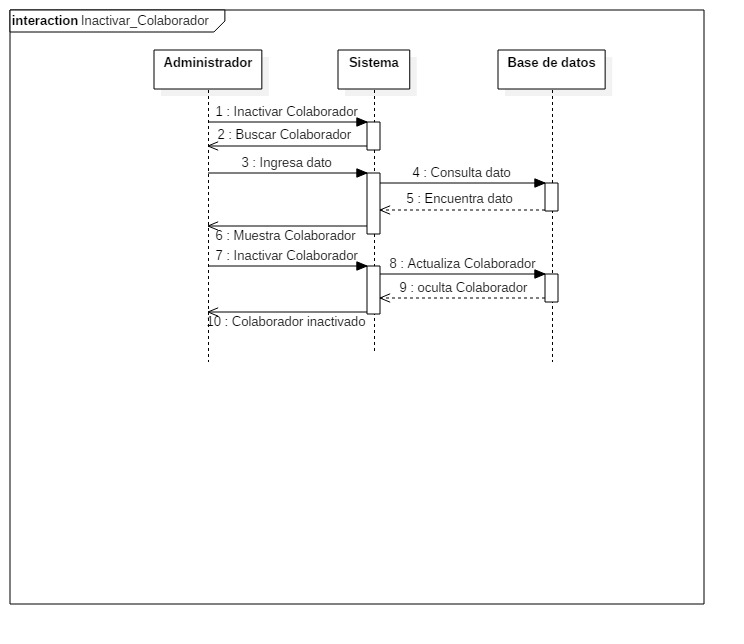 interaction Inactivar_Colaborador
Administrador
Sistema
Base de datos
1 : Inactivar Colaborador
2 : Buscar Colaborador
3 : Ingresa dato
4 : Consulta dato
5 : Encuentra dato
6 : Muestra Colaborador
7 : Inactivar Colaborador
8 : Actualiza Colaborador
9 : oculta Colaborador
10 : Colaborador inactivado